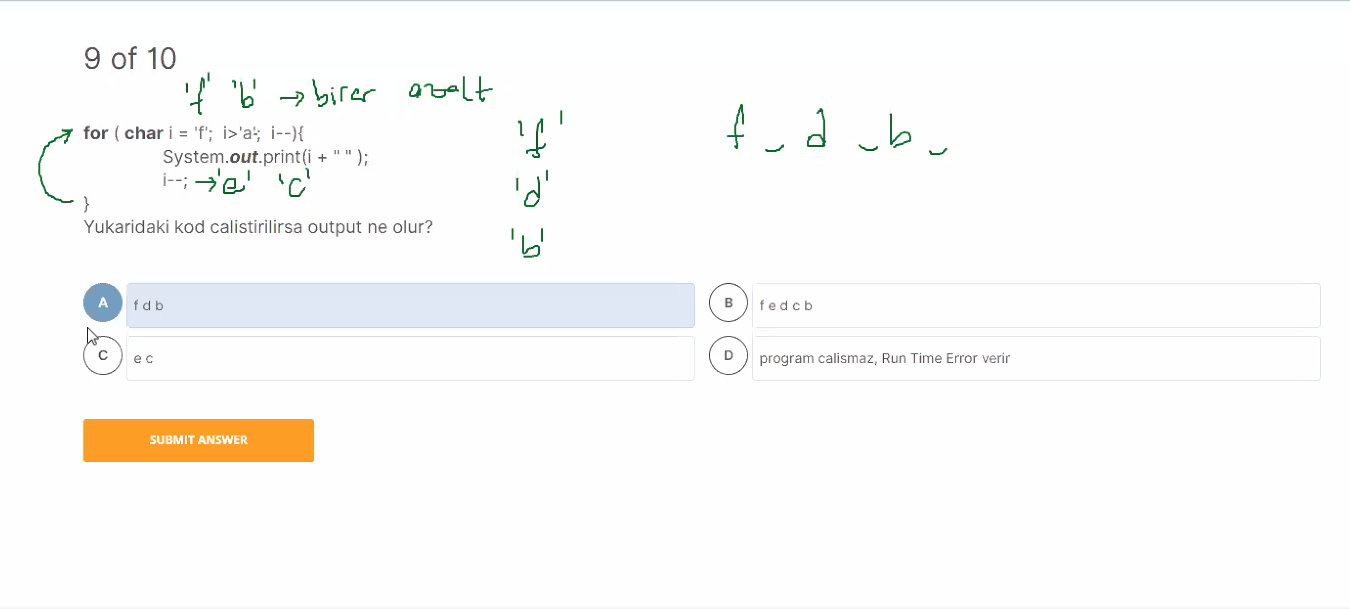 9 of 10
'f' 'b' → birer azalt
for ( char i = 'f'; i>'a'; i--){
System.out.print(i + " " );
i--; → 'e' 'c'
}
'f'
'd'
'b'
f _ d _ b _
Yukaridaki kod calistirilirsa output ne olur?
A f d b
B f e d c b
C e c
D program calismaz, Run Time Error verir
SUBMIT ANSWER